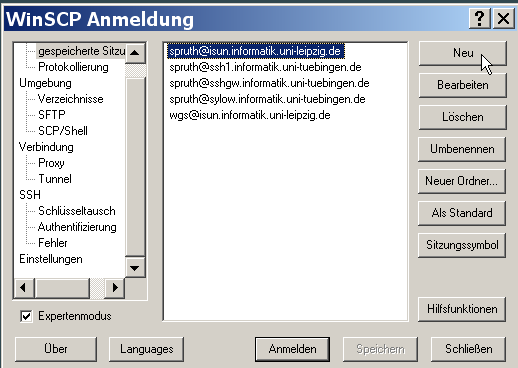 WinSCP Anmeldung
gespeicherte Sitzu
Protokollierung
Umgebung
Verzeichnisse
SFTP
SCP/Shell
Verbindung
Proxy
Tunnel
SSH
Schlüsseltausch
Authentifizierung
Fehler
Einstellungen
Expertenmodus
spruth@isun.informatik.uni-leipzig.de
spruth@ssh1.informatik.uni-tuebingen.de
spruth@sshgw.informatik.uni-tuebingen.de
spruth@sylow.informatik.uni-tuebingen.de
wgs@isun.informatik.uni-leipzig.de
Neu
Bearbeiten
Löschen
Umbenennen
Neuer Ordner...
Als Standard
Sitzungssymbol
Hilfsfunktionen
Über
Languages
Anmelden
Speichern
Schließen